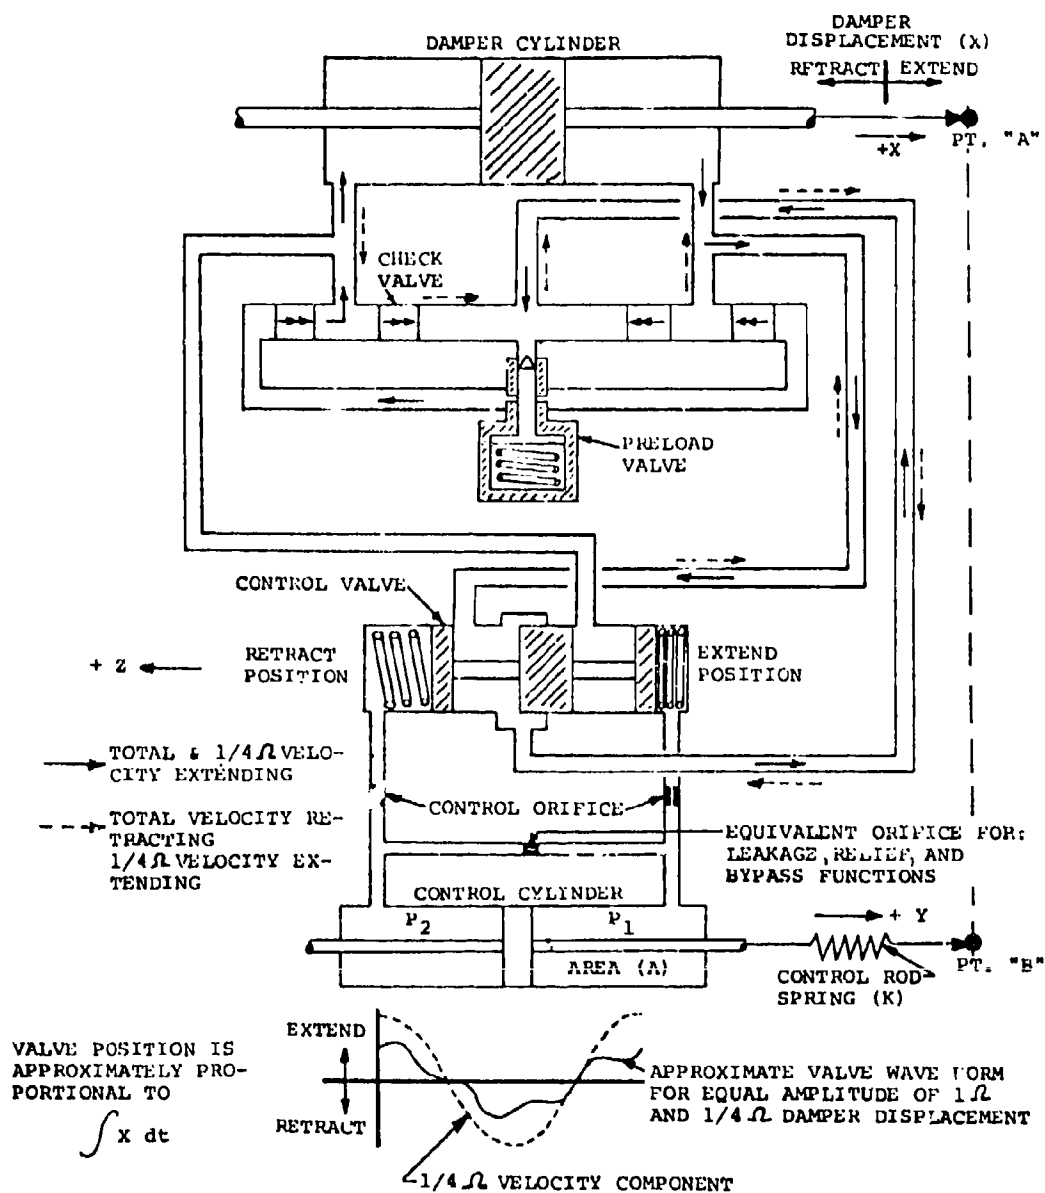 DAMPER
DISPLACEMENT (X)
DAMPER CYLINDER
RETRACT EXTEND
+X
PT. "A"
CHECK
VALVE
PRELOAD
VALVE
CONTROL VALVE
+ Z
RETRACT
POSITION
EXTEND
POSITION
TOTAL & 1/4 Ω VELO-
CITY EXTENDING
CONTROL ORIFICE
TOTAL VELOCITY RE-
TRACTING
1/4 Ω VELOCITY EX-
TENDING
EQUIVALENT ORIFICE FOR:
LEAKAGE, RELIEF, AND
BYPASS FUNCTIONS
CONTROL CYLINDER
P2
P1
+ Y
AREA (A)
PT. "B"
CONTROL ROD
SPRING (K)
EXTEND
VALVE POSITION IS
APPROXIMATELY PRO-
PORTIONAL TO
∫ X dt
RETRACT
APPROXIMATE VALVE WAVE FORM
FOR EQUAL AMPLITUDE OF 1Ω
AND 1/4 Ω DAMPER DISPLACEMENT
1/4 Ω VELOCITY COMPONENT